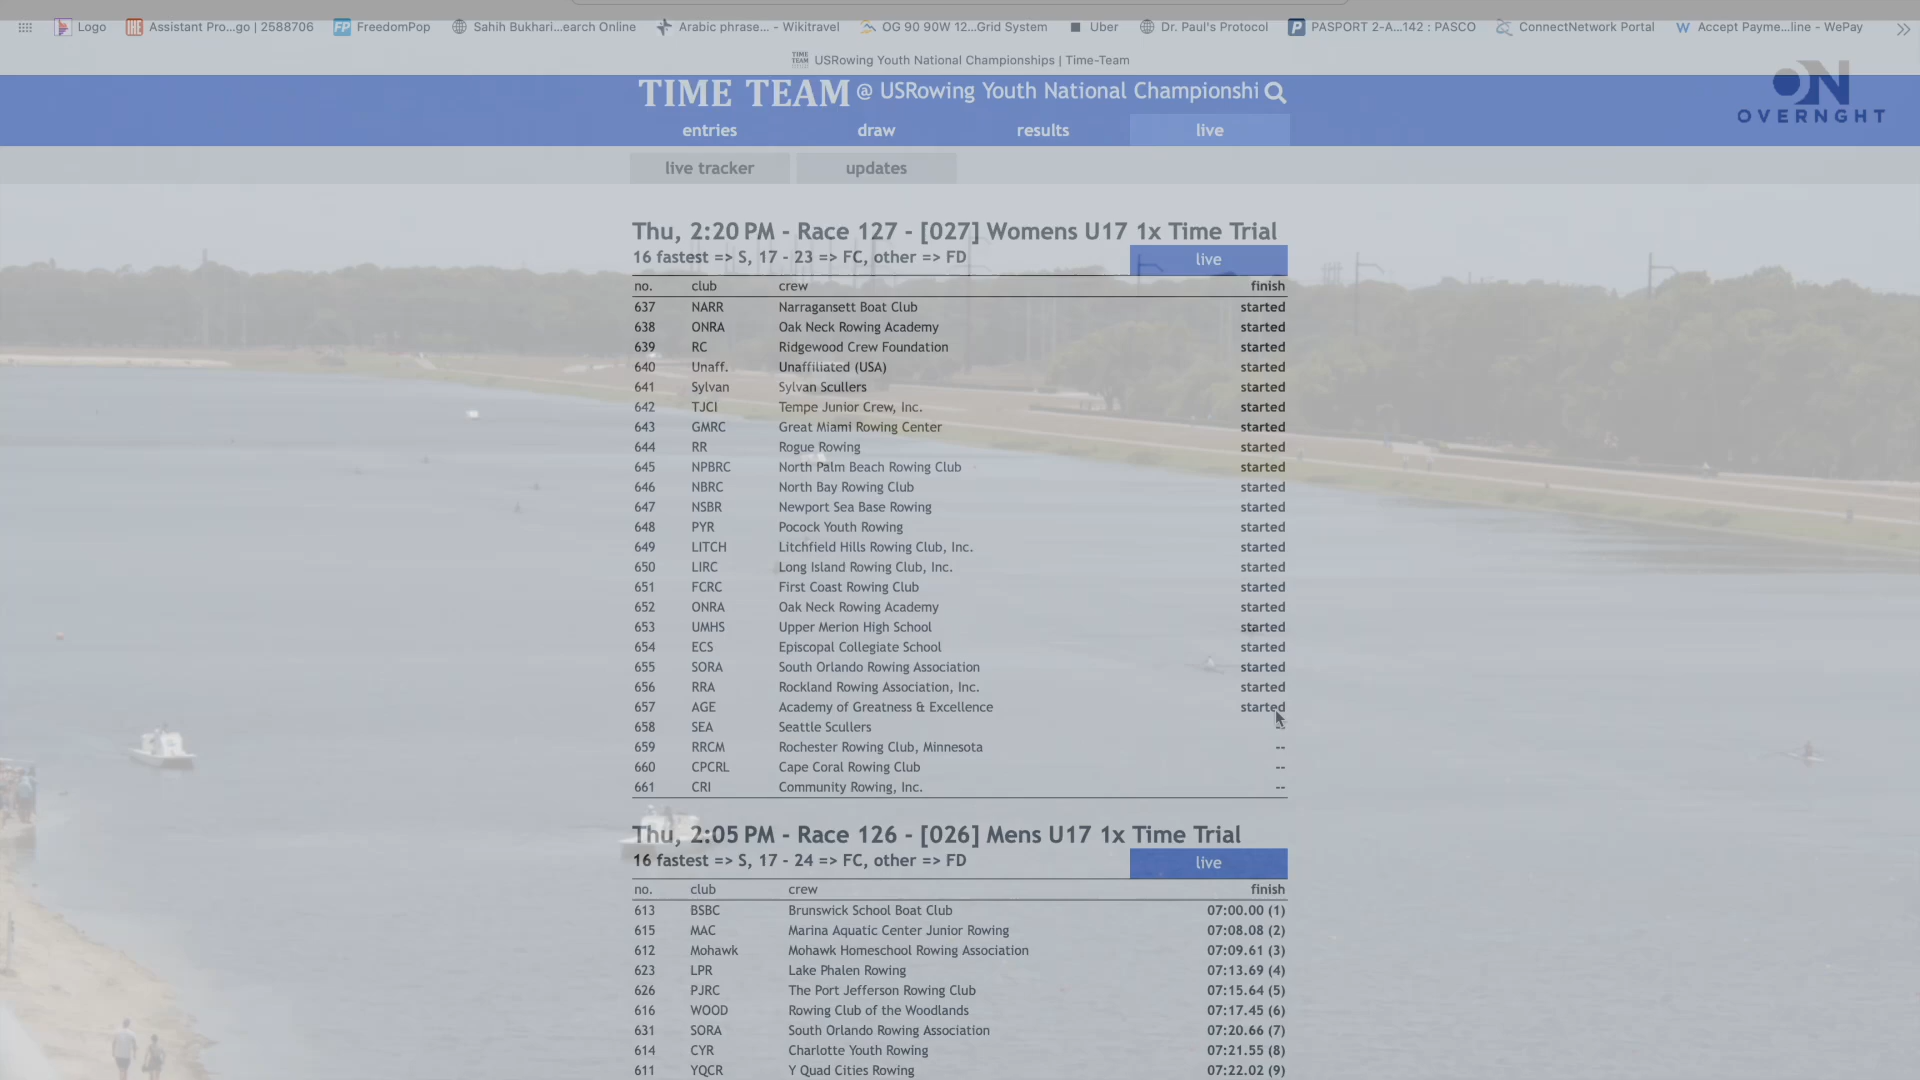 Logo Assistant Pro...go | 2588706 FreedomPop Sahih Bukhari...earch Online Arabic phrase... - Wikitravel OG 90 90W 12...Grid System Uber Dr. Paul's Protocol PASPORT 2-A...142 : PASCO ConnectNetwork Portal Accept Payme...line - WePay
USRowing Youth National Championships | Time-Team
TIME TEAM @ USRowing Youth National Championshi
ON
OVERNGHT
entries draw results live
live tracker updates
Thu, 2:20 PM - Race 127 - [027] Womens U17 1x Time Trial
16 fastest => S, 17 - 23 => FC, other => FD live
no. club crew finish
637 NARR Narragansett Boat Club started
638 ONRA Oak Neck Rowing Academy started
639 RC Ridgewood Crew Foundation started
640 Unaff. Unaffiliated (USA) started
641 Sylvan Sylvan Scullers started
642 TJCI Tempe Junior Crew, Inc. started
643 GMRC Great Miami Rowing Center started
644 RR Rogue Rowing started
645 NPBRC North Palm Beach Rowing Club started
646 NBRC North Bay Rowing Club started
647 NSBR Newport Sea Base Rowing started
648 PYR Pocock Youth Rowing started
649 LITCH Litchfield Hills Rowing Club, Inc. started
650 LIRC Long Island Rowing Club, Inc. started
651 FCRC First Coast Rowing Club started
652 ONRA Oak Neck Rowing Academy started
653 UMHS Upper Merion High School started
654 ECS Episcopal Collegiate School started
655 SORA South Orlando Rowing Association started
656 RRA Rockland Rowing Association, Inc. started
657 AGE Academy of Greatness & Excellence started
658 SEA Seattle Scullers --
659 RRCM Rochester Rowing Club, Minnesota --
660 CPCRL Cape Coral Rowing Club --
661 CRI Community Rowing, Inc. --
Thu, 2:05 PM - Race 126 - [026] Mens U17 1x Time Trial
16 fastest => S, 17 - 24 => FC, other => FD live
no. club crew finish
613 BSBC Brunswick School Boat Club 07:00.00 (1)
615 MAC Marina Aquatic Center Junior Rowing 07:08.08 (2)
612 Mohawk Mohawk Homeschool Rowing Association 07:09.61 (3)
623 LPR Lake Phalen Rowing 07:13.69 (4)
626 PJRC The Port Jefferson Rowing Club 07:15.64 (5)
616 WOOD Rowing Club of the Woodlands 07:17.45 (6)
631 SORA South Orlando Rowing Association 07:20.66 (7)
614 CYR Charlotte Youth Rowing 07:21.55 (8)
611 YQCR Y Quad Cities Rowing 07:22.02 (9)